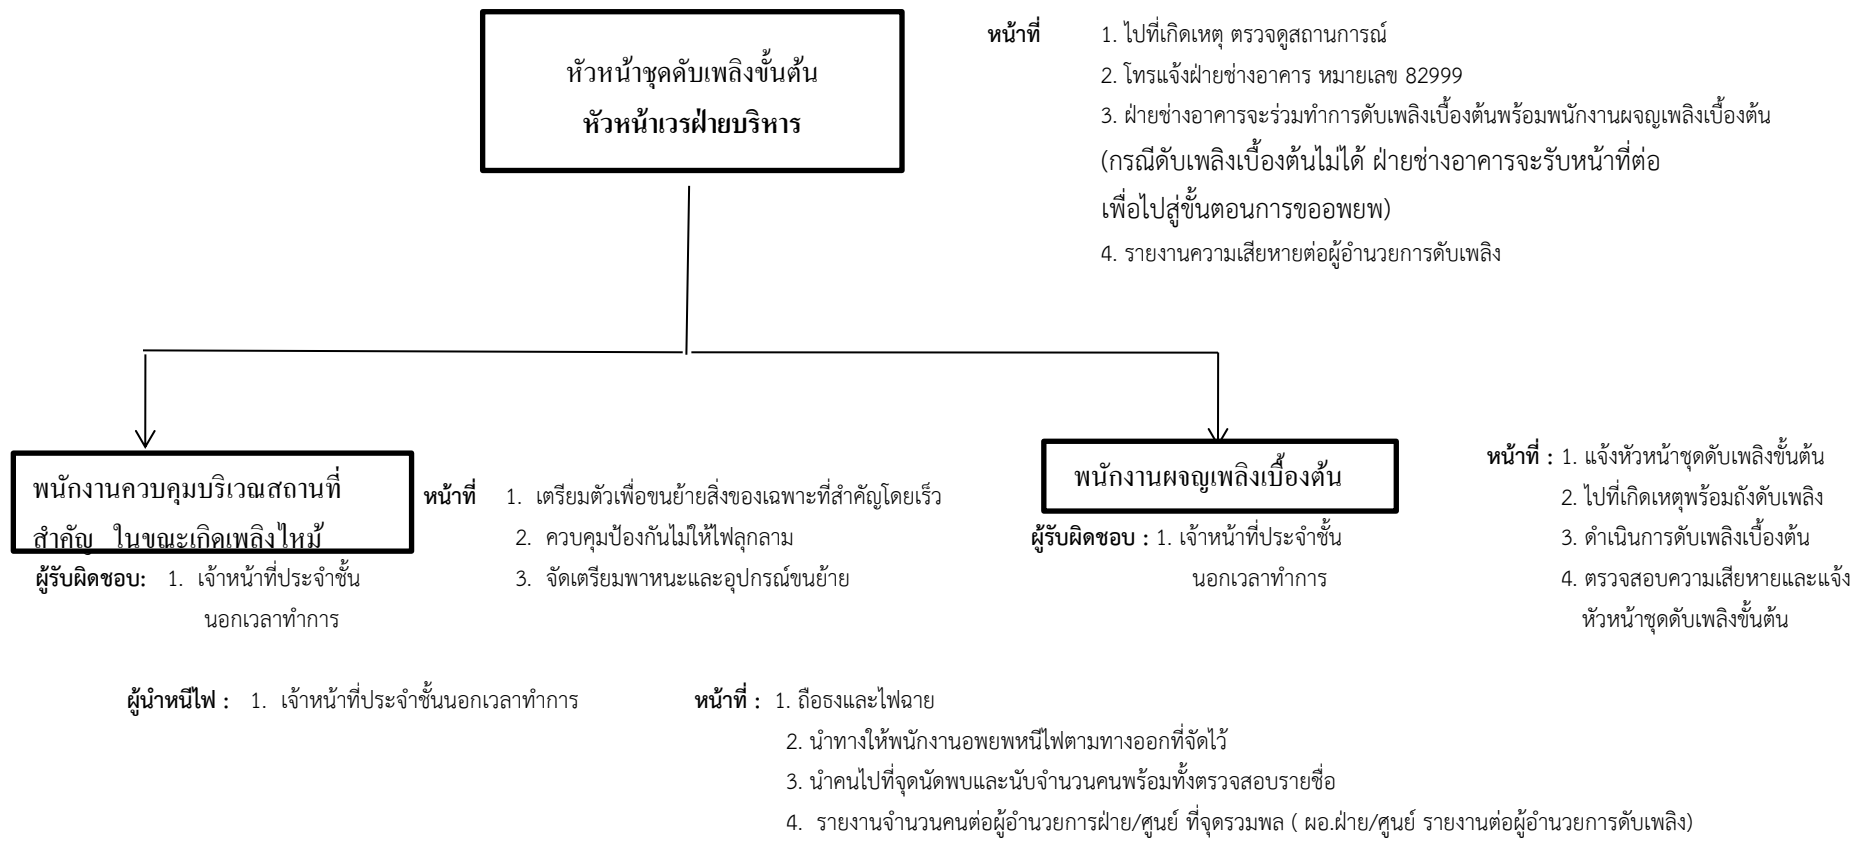 หัวหน้าชุดดับเพลิงขั้นต้น
หัวหน้าเวรฝ่ายบริหาร
หน้าที่ 1. ไปที่เกิดเหตุ ตรวจดูสถานการณ์
2. โทรแจ้งฝ่ายช่างอาคาร หมายเลข 82999
3. ฝ่ายช่างอาคารจะร่วมทำการดับเพลิงเบื้องต้นพร้อมพนักงานผจญเพลิงเบื้องต้น
(กรณีดับเพลิงเบื้องต้นไม่ได้ ฝ่ายช่างอาคารจะรับหน้าที่ต่อ
เพื่อไปสู่ขั้นตอนการขออพยพ)
4. รายงานความเสียหายต่อผู้อำนวยการดับเพลิง
พนักงานควบคุมบริเวณสถานที่
สำคัญ ในขณะเกิดเพลิงไหม้
ผู้รับผิดชอบ: 1. เจ้าหน้าที่ประจำชั้น
นอกเวลาทำการ
หน้าที่ 1. เตรียมตัวเพื่อขนย้ายสิ่งของเฉพาะที่สำคัญโดยเร็ว
2. ควบคุมป้องกันไม่ให้ไฟลุกลาม
3. จัดเตรียมพาหนะและอุปกรณ์ขนย้าย
พนักงานผจญเพลิงเบื้องต้น
ผู้รับผิดชอบ : 1. เจ้าหน้าที่ประจำชั้น
นอกเวลาทำการ
หน้าที่ : 1. แจ้งหัวหน้าชุดดับเพลิงขั้นต้น
2. ไปที่เกิดเหตุพร้อมถังดับเพลิง
3. ดำเนินการดับเพลิงเบื้องต้น
4. ตรวจสอบความเสียหายและแจ้ง
หัวหน้าชุดดับเพลิงขั้นต้น
ผู้นำหนีไฟ : 1. เจ้าหน้าที่ประจำชั้นนอกเวลาทำการ
หน้าที่ : 1. ถือธงและไฟฉาย
2. นำทางให้พนักงานอพยพหนีไฟตามทางออกที่จัดไว้
3. นำคนไปที่จุดนัดพบและนับจำนวนคนพร้อมทั้งตรวจสอบรายชื่อ
4. รายงานจำนวนคนต่อผู้อำนวยการฝ่าย/ศูนย์ ที่จุดรวมพล ( ผอ.ฝ่าย/ศูนย์ รายงานต่อผู้อำนวยการดับเพลิง)